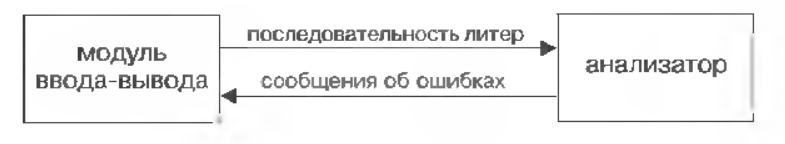 модуль
ввода-вывода
последовательность литер
сообщения об ошибках
анализатор